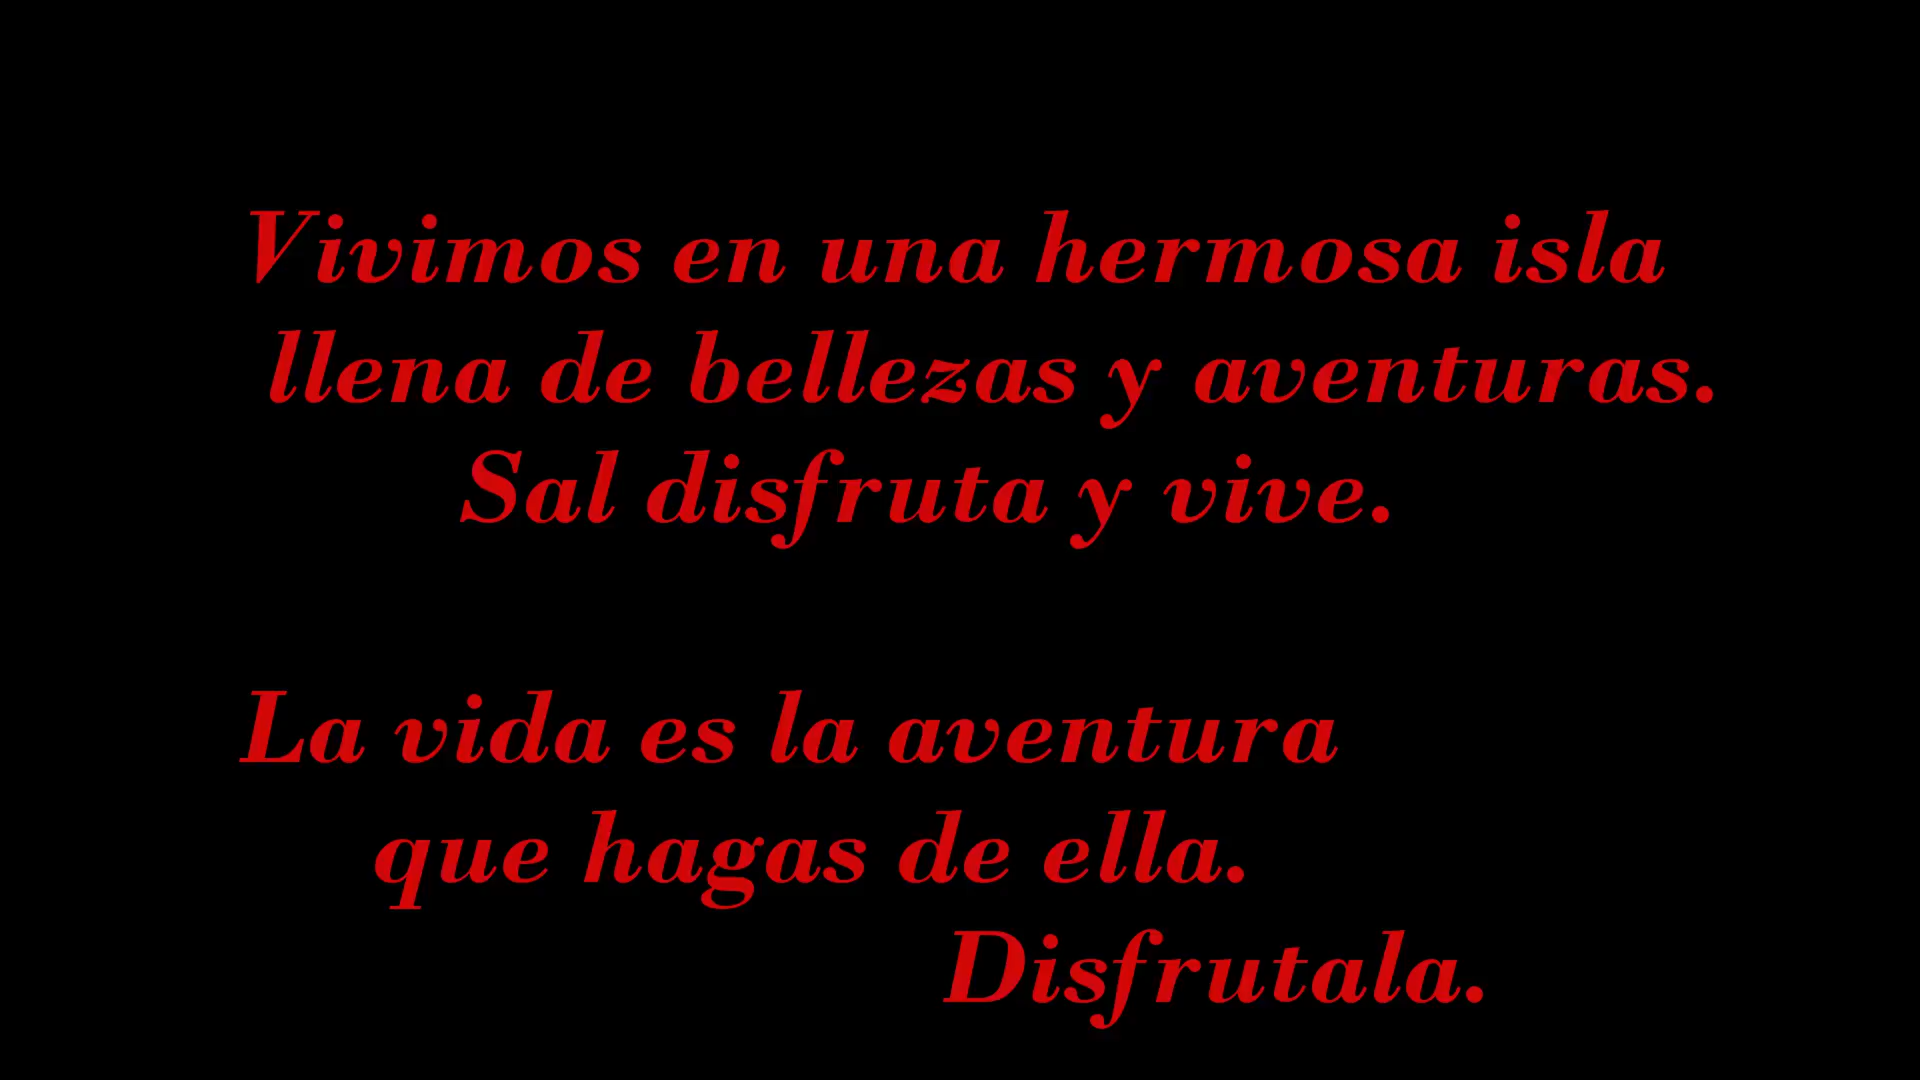 Vivimos en una hermosa isla
llena de bellezas y aventuras.
Sal disfruta y vive.
La vida es la aventura
que hagas de ella.
Disfrutala.